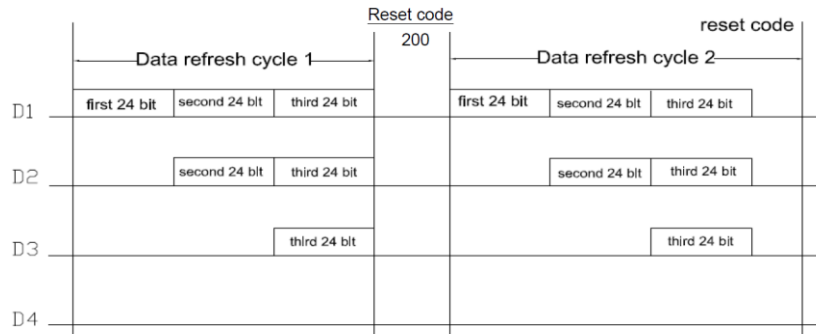 Reset code
200
reset code
Data refresh cycle 1
Data refresh cycle 2
D1 first 24 bit second 24 blt third 24 bit first 24 bit second 24 blt third 24 bit
D2 second 24 blt third 24 bit second 24 blt third 24 bit
D3 third 24 blt third 24 bit
D4